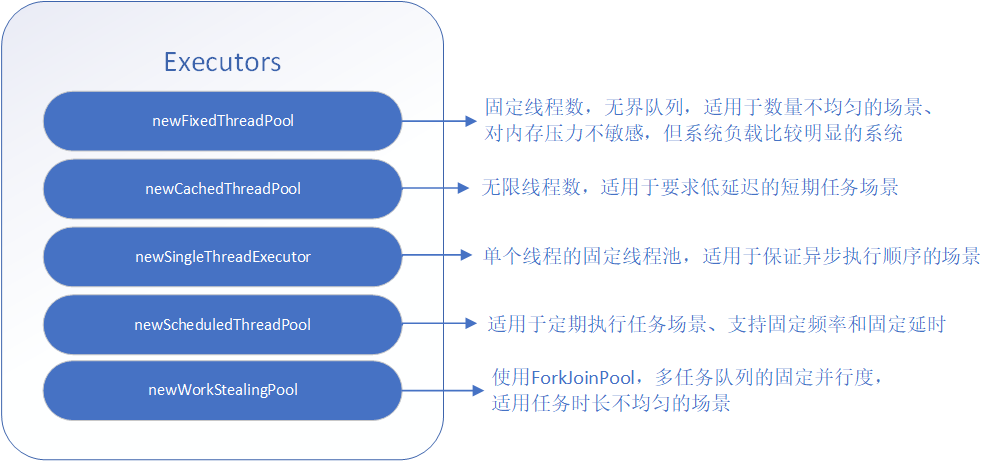 Executors
newFixedThreadPool
固定线程数，无界队列，适用于数量不均匀的场景、
对内存压力不敏感，但系统负载比较明显的系统
newCachedThreadPool
无限线程数，适用于要求低延迟的短期任务场景
newSingleThreadExecutor
单个线程的固定线程池，适用于保证异步执行顺序的场景
newScheduledThreadPool
适用于定期执行任务场景、支持固定频率和固定延时
newWorkStealingPool
使用ForkJoinPool，多任务队列的固定并行度，
适用任务时长不均匀的场景